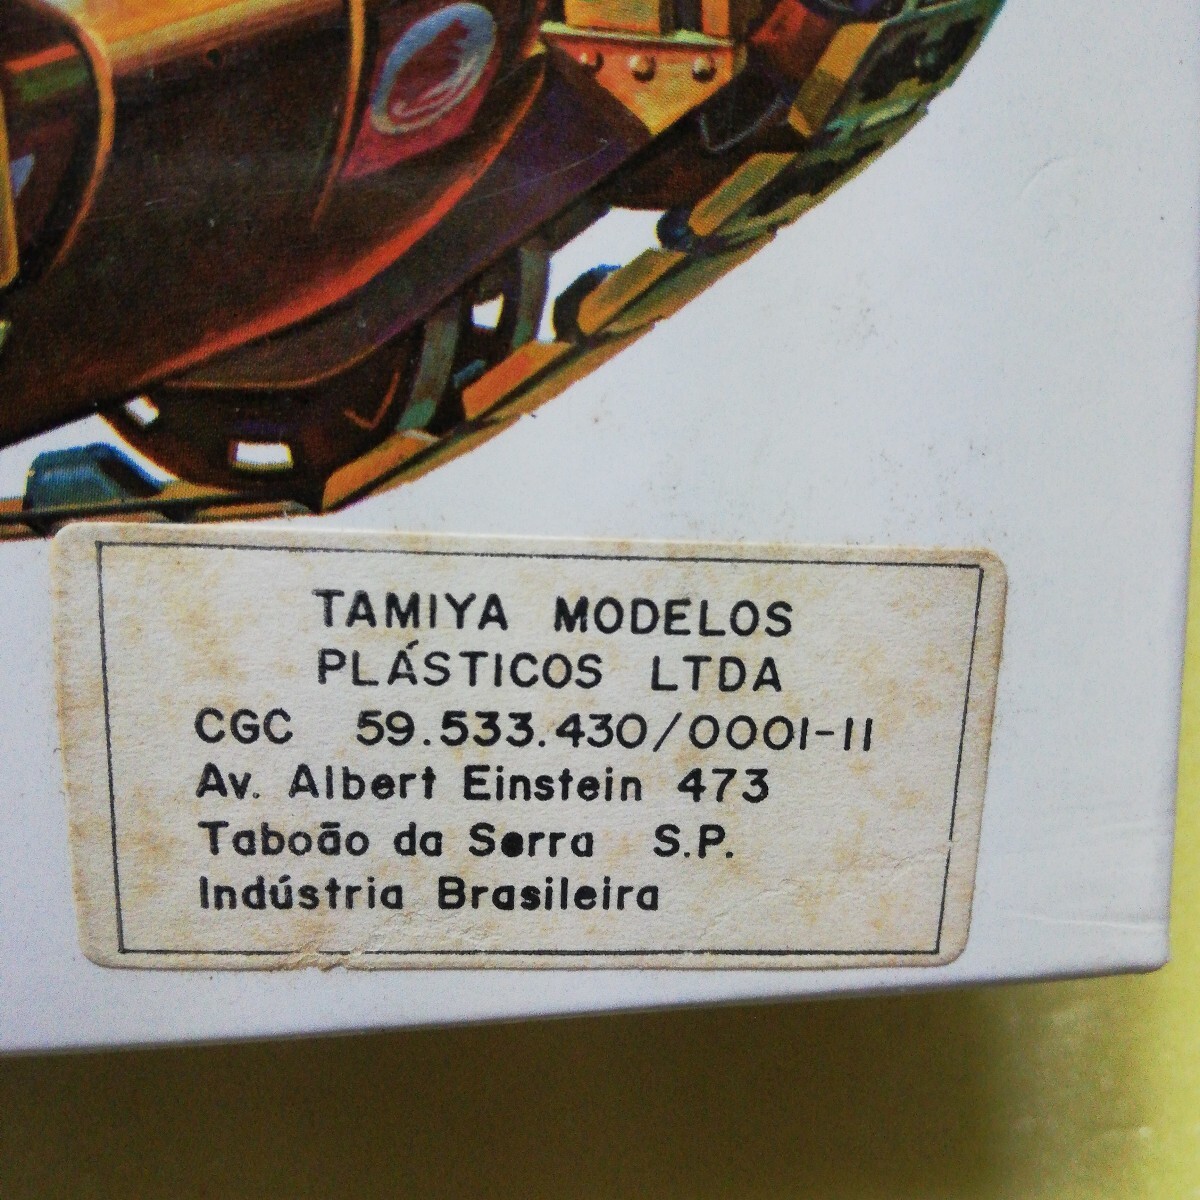 TAMIYA MODELOS
PLÁSTICOS LTDA
CGC 59.533.430/0001-11
Av. Albert Einstein 473
Taboão da Serra S.P.
Indústria Brasileira